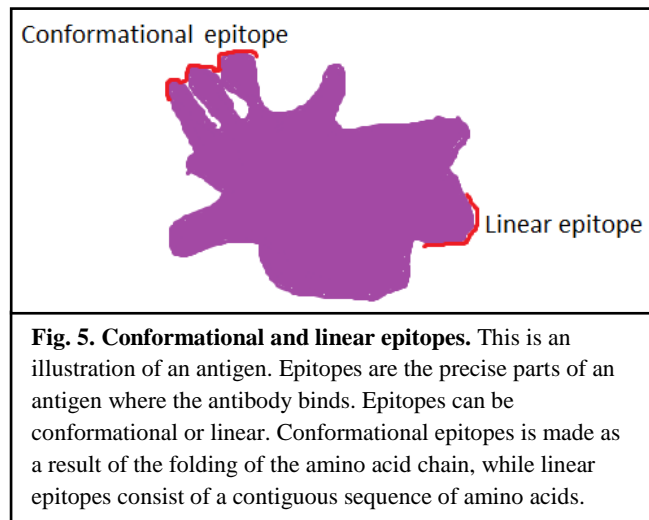 Conformational epitope
Linear epitope
Fig. 5. Conformational and linear epitopes. This is an
illustration of an antigen. Epitopes are the precise parts of an
antigen where the antibody binds. Epitopes can be
conformational or linear. Conformational epitopes is made as
a result of the folding of the amino acid chain, while linear
epitopes consist of a contiguous sequence of amino acids.